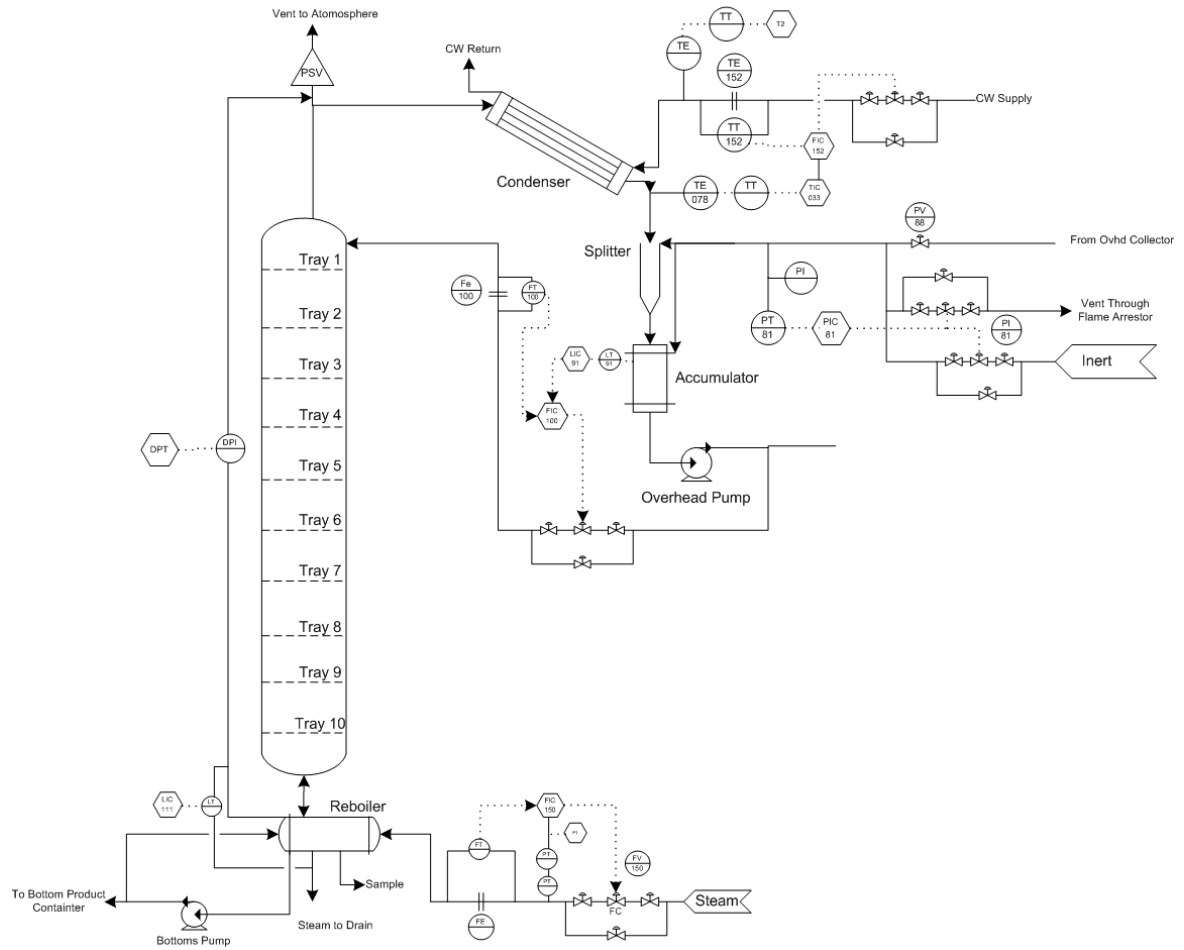 Vent to Atomosphere
PSV
CW Return
TT
T2
TE
TE
152
TT
152
FIC
152
CW Supply
Condenser
TE
078
TT
TIC
033
PV
88
From Ovhd Collector
Splitter
PI
Vent Through
Flame Arrestor
PT
81
PIC
81
PI
81
Inert
Fe
100
FT
100
LIC
91
LT
91
Accumulator
FIC
100
Overhead Pump
DPT
DPI
Tray 1
Tray 2
Tray 3
Tray 4
Tray 5
Tray 6
Tray 7
Tray 8
Tray 9
Tray 10
LIC
111
LT
Reboiler
FIC
150
PI
FT
PT
PT
FV
150
Sample
Steam
FC
FE
To Bottom Product
Containter
Bottoms Pump
Steam to Drain